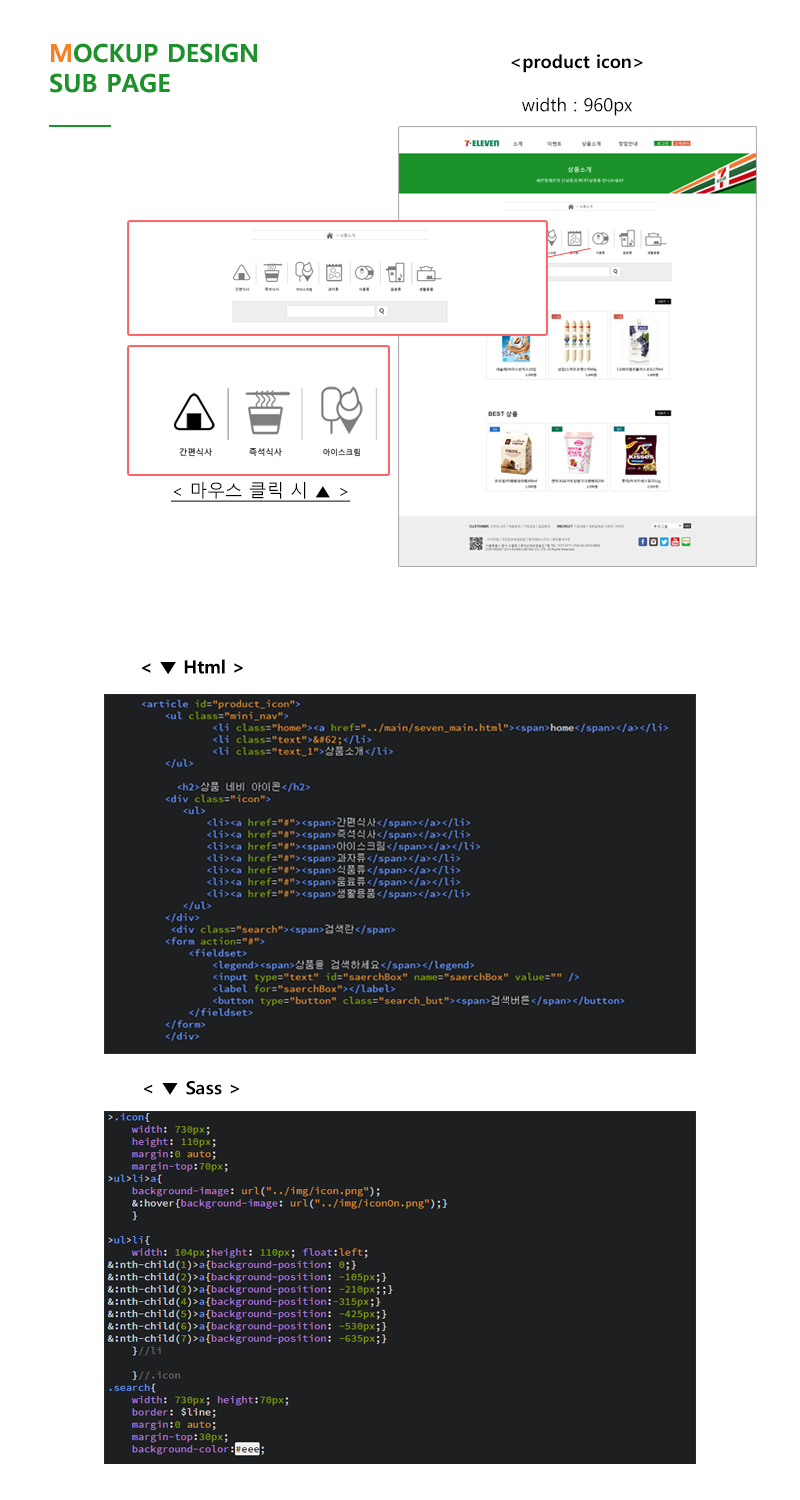 MOCKUP DESIGN
SUB PAGE
<product icon>
width : 960px
7-ELEVEN 소개 이벤트 상품소개 창업안내
상품소개
> 상품소개
간편식사 즉석식사 아이스크림 과자류 식품류 음료류 생활용품
BEST 상품
간편식사 즉석식사 아이스크림
< 마우스 클릭 시 ▲ >
< ▼ Html >
<article id="product_icon">
<ul class="mini_nav">
<li class="home"><a href="../main/seven_main.html"><span>home</span></a></li>
<li class="text">&#62;</li>
<li class="text_1">상품소개</li>
</ul>
<h2>상품 네비 아이콘</h2>
<div class="icon">
<ul>
<li><a href="#"><span>간편식사</span></a></li>
<li><a href="#"><span>즉석식사</span></a></li>
<li><a href="#"><span>아이스크림</span></a></li>
<li><a href="#"><span>과자류</span></a></li>
<li><a href="#"><span>식품류</span></a></li>
<li><a href="#"><span>음료류</span></a></li>
<li><a href="#"><span>생활용품</span></a></li>
</ul>
</div>
<div class="search"><span>검색란</span>
<form action="#">
<fieldset>
<legend><span>상품을 검색하세요</span></legend>
<input type="text" id="saerchBox" name="saerchBox" value="" />
<label for="saerchBox"></label>
<button type="button" class="search_but"><span>검색버튼</span></button>
</fieldset>
</form>
</div>
< ▼ Sass >
>.icon{
width: 730px;
height: 110px;
margin:0 auto;
margin-top:70px;
>ul>li>a{
background-image: url("../img/icon.png");
&:hover{background-image: url("../img/iconOn.png");}
}
>ul>li{
width: 104px;height: 110px; float:left;
&:nth-child(1)>a{background-position: 0;}
&:nth-child(2)>a{background-position: -105px;}
&:nth-child(3)>a{background-position: -210px;;}
&:nth-child(4)>a{background-position:-315px;}
&:nth-child(5)>a{background-position: -425px;}
&:nth-child(6)>a{background-position: -530px;}
&:nth-child(7)>a{background-position: -635px;}
}//li
}//.icon
.search{
width: 730px; height:70px;
border: $line;
margin:0 auto;
margin-top:30px;
background-color:#eee;